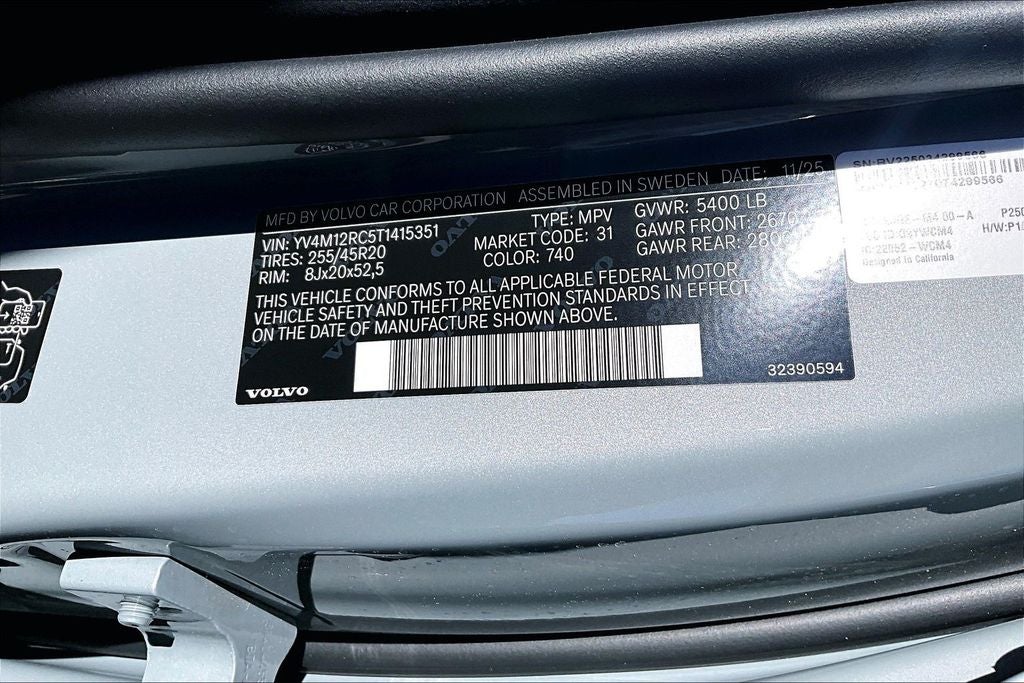 MFD BY VOLVO CAR CORPORATION ASSEMBLED IN SWEDEN DATE: 11/25
VIN: YV4M12RC5T1415351 TYPE: MPV GVWR: 5400 LB
TIRES: 255/45R20 MARKET CODE: 31 GAWR FRONT:
RIM: 8Jx20x52,5 COLOR: 740 GAWR REAR:
THIS VEHICLE CONFORMS TO ALL APPLICABLE FEDERAL MOTOR
VEHICLE SAFETY AND THEFT PREVENTION STANDARDS IN EFFECT
ON THE DATE OF MANUFACTURE SHOWN ABOVE.
VOLVO 32390594
Designed in California